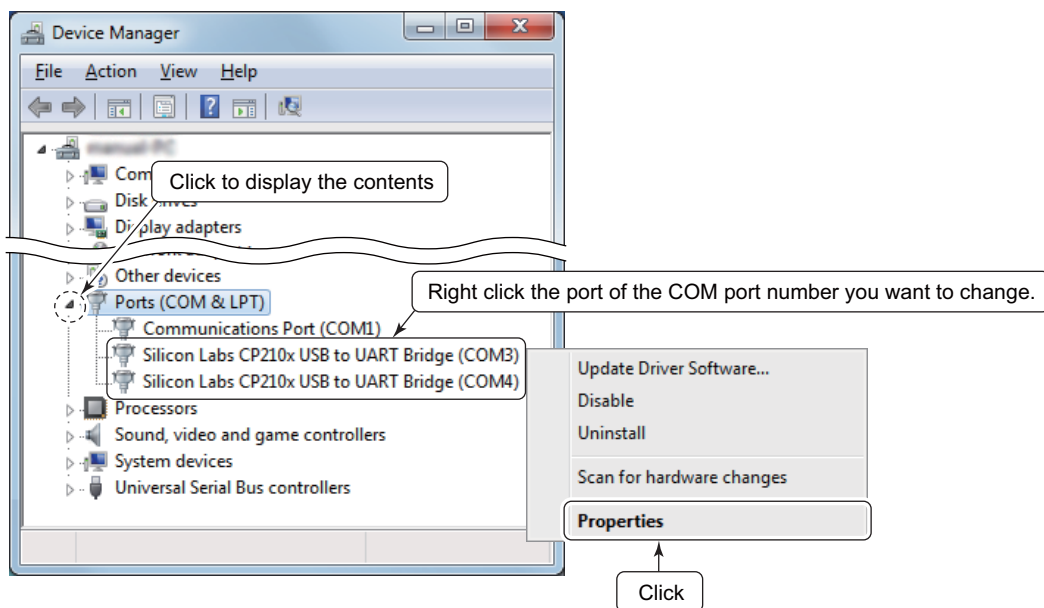 Device Manager
File Action View Help
Com
Click to display the contents
Disk
Display adapters
Other devices
Ports (COM & LPT)
Right click the port of the COM port number you want to change.
Communications Port (COM1)
Silicon Labs CP210x USB to UART Bridge (COM3)
Silicon Labs CP210x USB to UART Bridge (COM4)
Update Driver Software...
Disable
Uninstall
Scan for hardware changes
Properties
Processors
Sound, video and game controllers
System devices
Universal Serial Bus controllers
Click